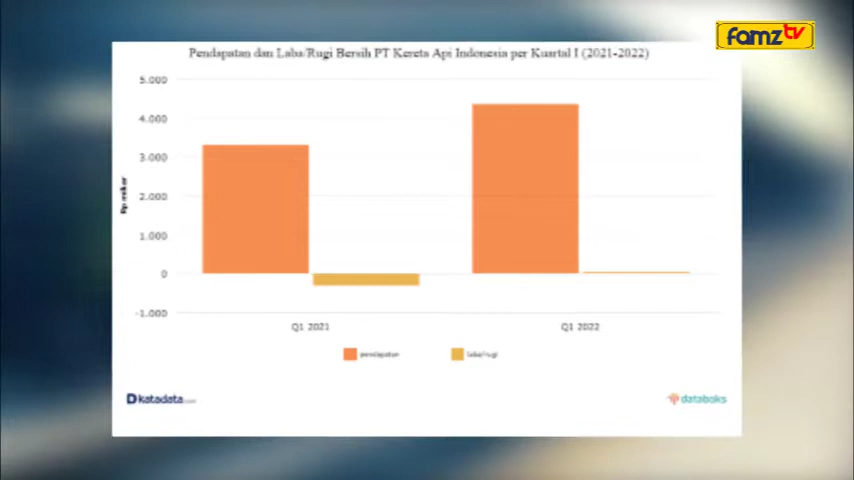 famz tv
Pendapatan dan Laba/Rugi Bersih PT Kereta Api Indonesia per Kuartal I (2021-2022)
5.000
4.000
3.000
2.000
1.000
0
-1.000
Rp miliar
Q1 2021
Q1 2022
pendapatan
laba/rugi
katadata.com
databoks